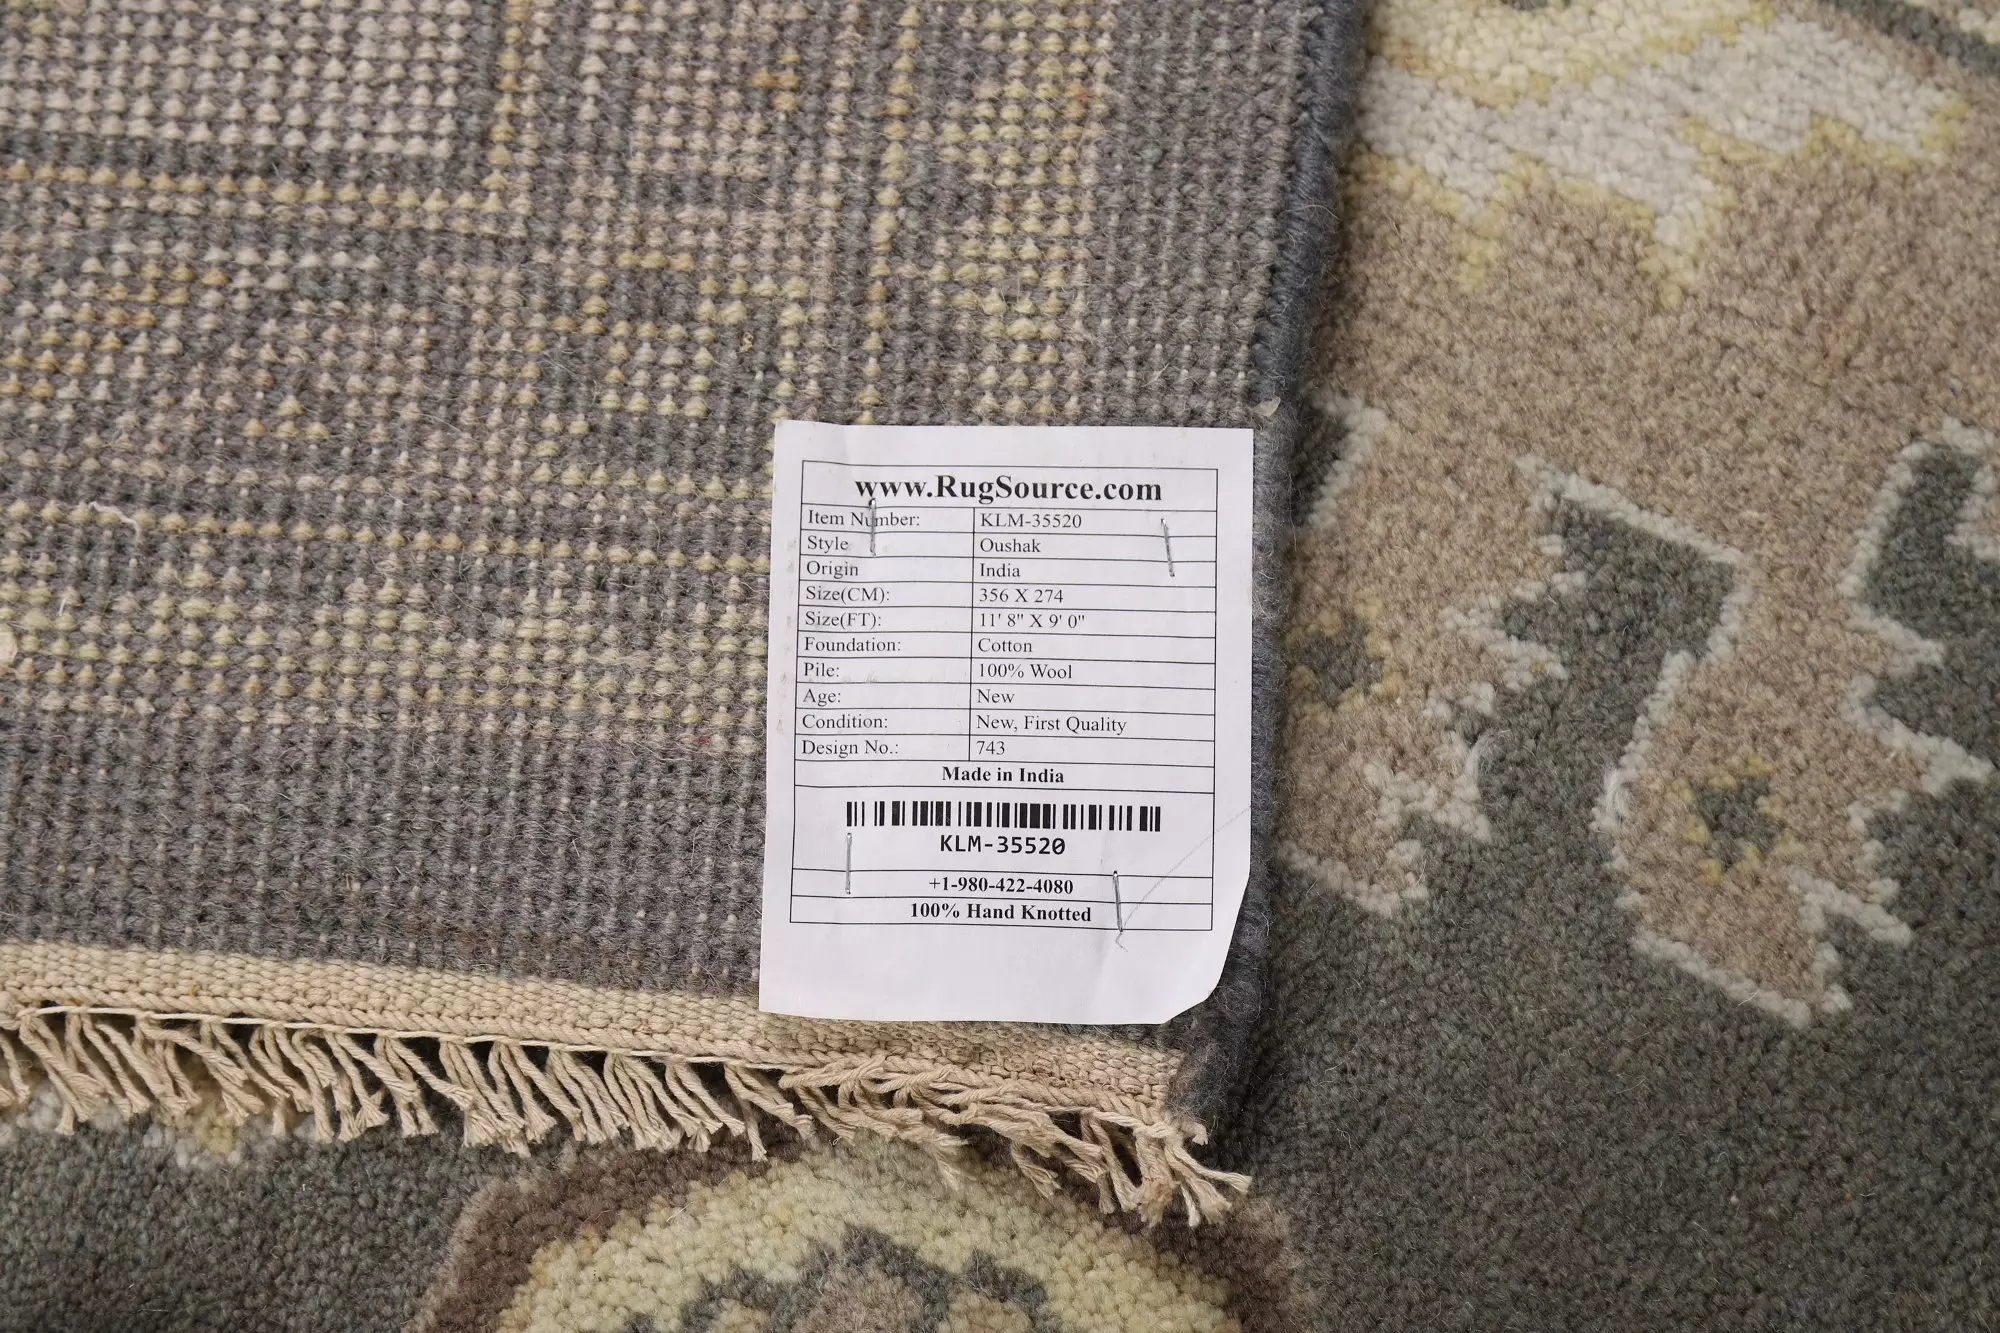 www.RugSource.com
Item Number: KLM-35520
Style Oushak
Origin India
Size(CM): 356 X 274
Size(FT): 11' 8" X 9' 0"
Foundation: Cotton
Pile: 100% Wool
Age: New
Condition: New, First Quality
Design No.: 743
Made in India
KLM-35520
+1-980-422-4080
100% Hand Knotted